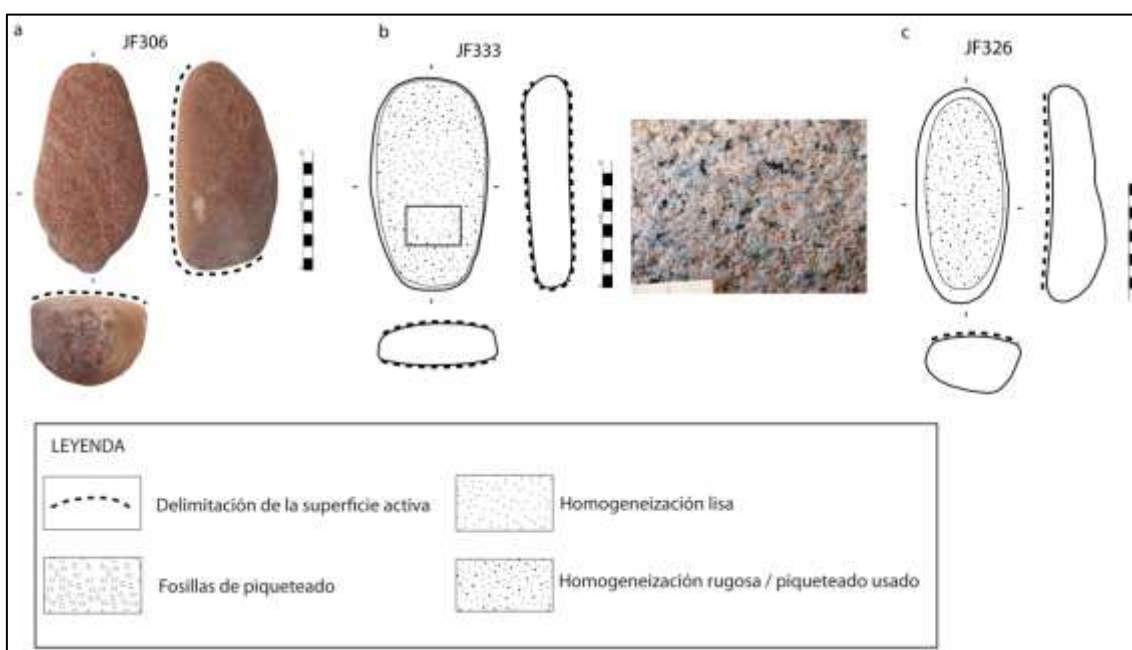 a
JF306
b
JF333
c
JF326
LEYENDA
Delimitación de la superficie activa
Fosillas de piqueteado
Homogeneización lisa
Homogeneización rugosa / piqueteado usado